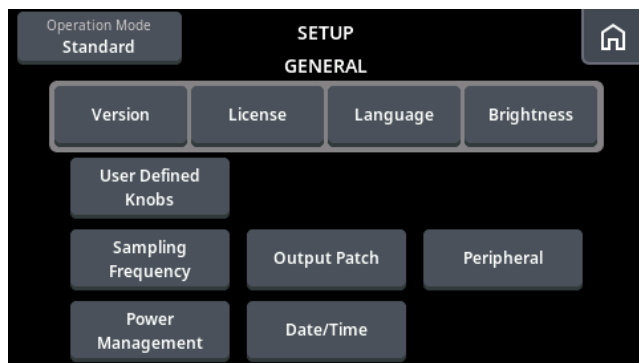 Operation Mode
Standard
SETUP
GENERAL
Version License Language Brightness
User Defined
Knobs
Sampling
Frequency
Output Patch
Peripheral
Power
Management
Date/Time